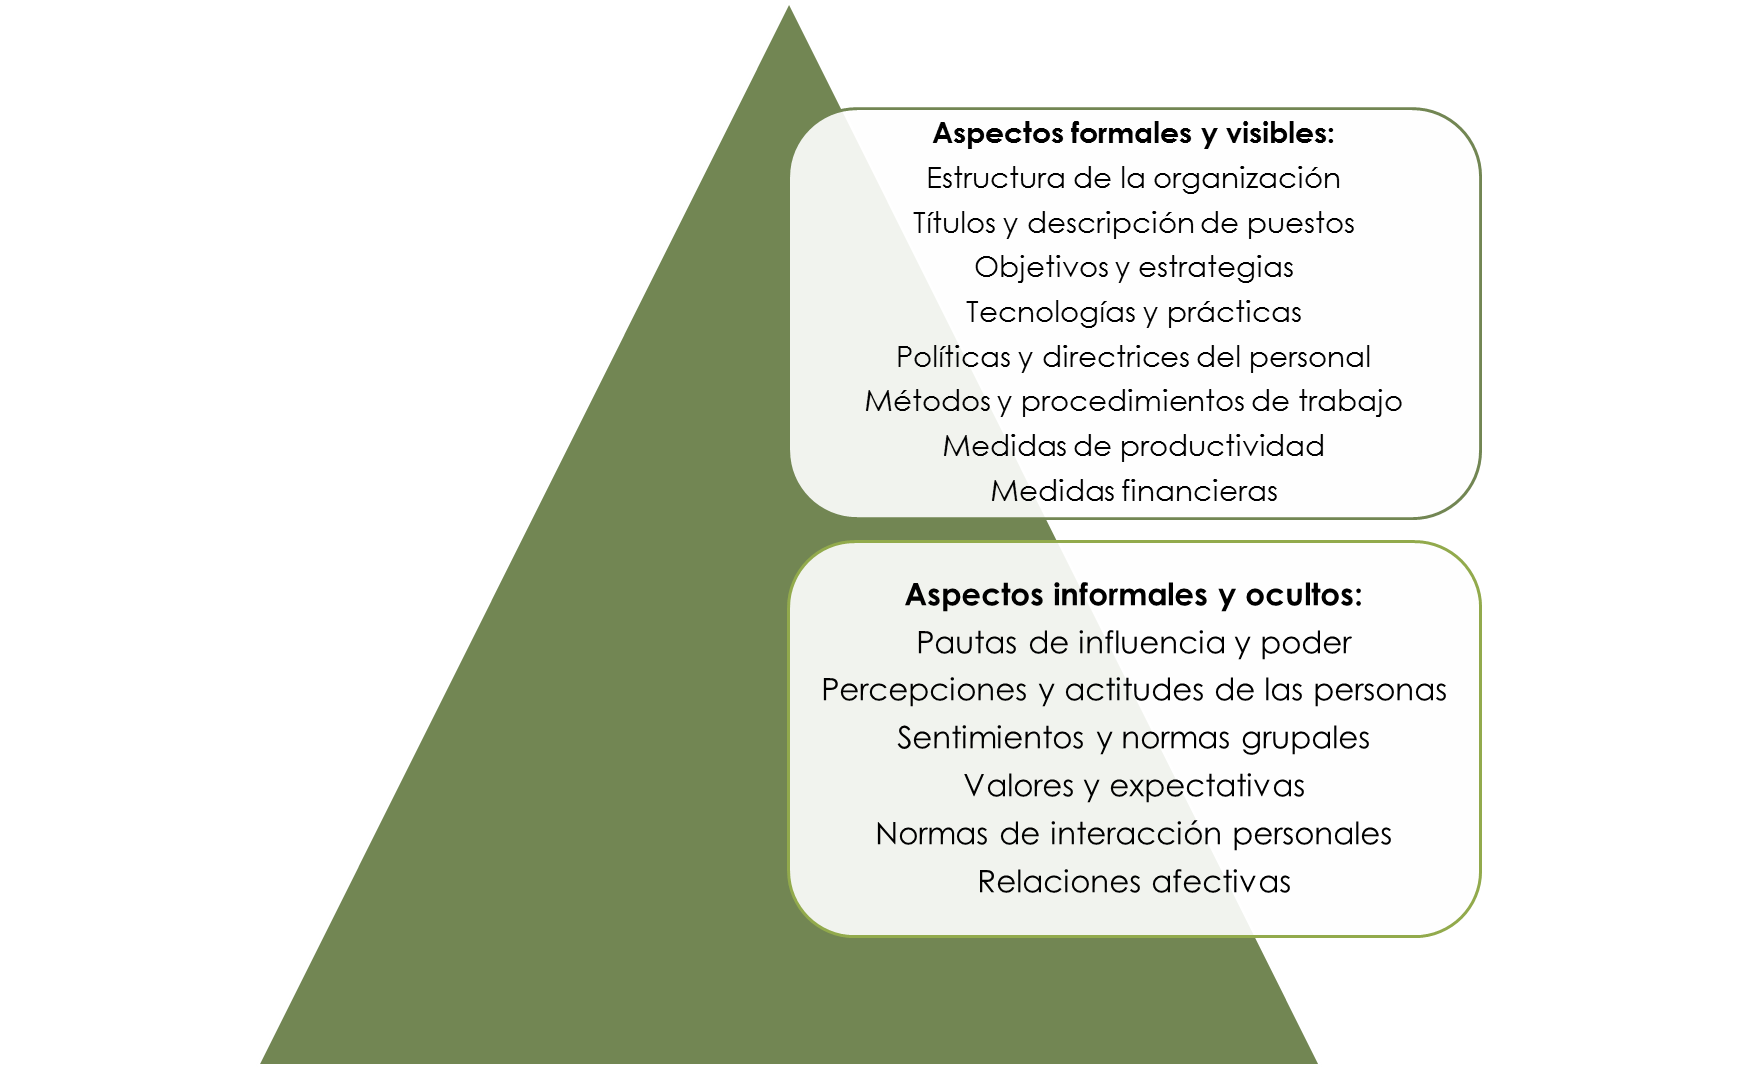 Aspectos formales y visibles:
Estructura de la organización
Títulos y descripción de puestos
Objetivos y estrategias
Tecnologías y prácticas
Políticas y directrices del personal
Métodos y procedimientos de trabajo
Medidas de productividad
Medidas financieras
Aspectos informales y ocultos:
Pautas de influencia y poder
Percepciones y actitudes de las personas
Sentimientos y normas grupales
Valores y expectativas
Normas de interacción personales
Relaciones afectivas